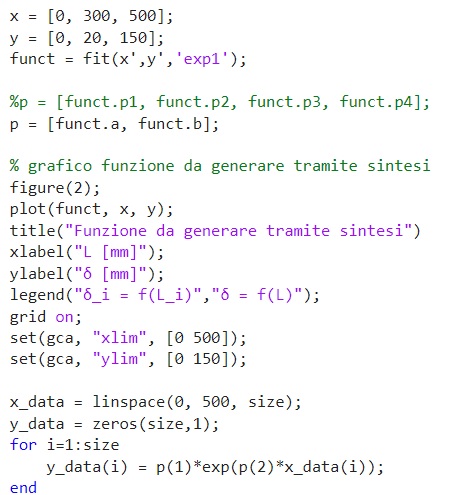 x = [0, 300, 500];
y = [0, 20, 150];
funct = fit(x',y','exp1');
%p = [funct.p1, funct.p2, funct.p3, funct.p4];
p = [funct.a, funct.b];
% grafico funzione da generare tramite sintesi
figure(2);
plot(funct, x, y);
title("Funzione da generare tramite sintesi")
xlabel("L [mm]");
ylabel("δ [mm]");
legend("δ_i = f(L_i)","δ = f(L)");
grid on;
set(gca, "xlim", [0 500]);
set(gca, "ylim", [0 150]);
x_data = linspace(0, 500, size);
y_data = zeros(size,1);
for i=1:size
    y_data(i) = p(1)*exp(p(2)*x_data(i));
end